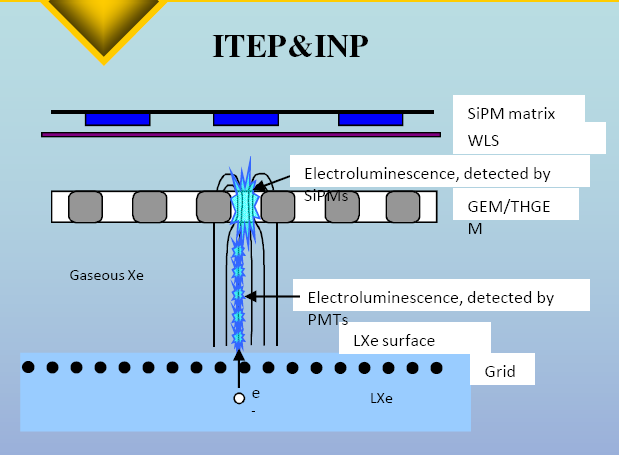 ITEP&INP
SiPM matrix
WLS
Electroluminescence, detected by
SiPMs
GEM/THGE
M
Gaseous Xe
Electroluminescence, detected by
PMTs
LXe surface
Grid
e
-
LXe